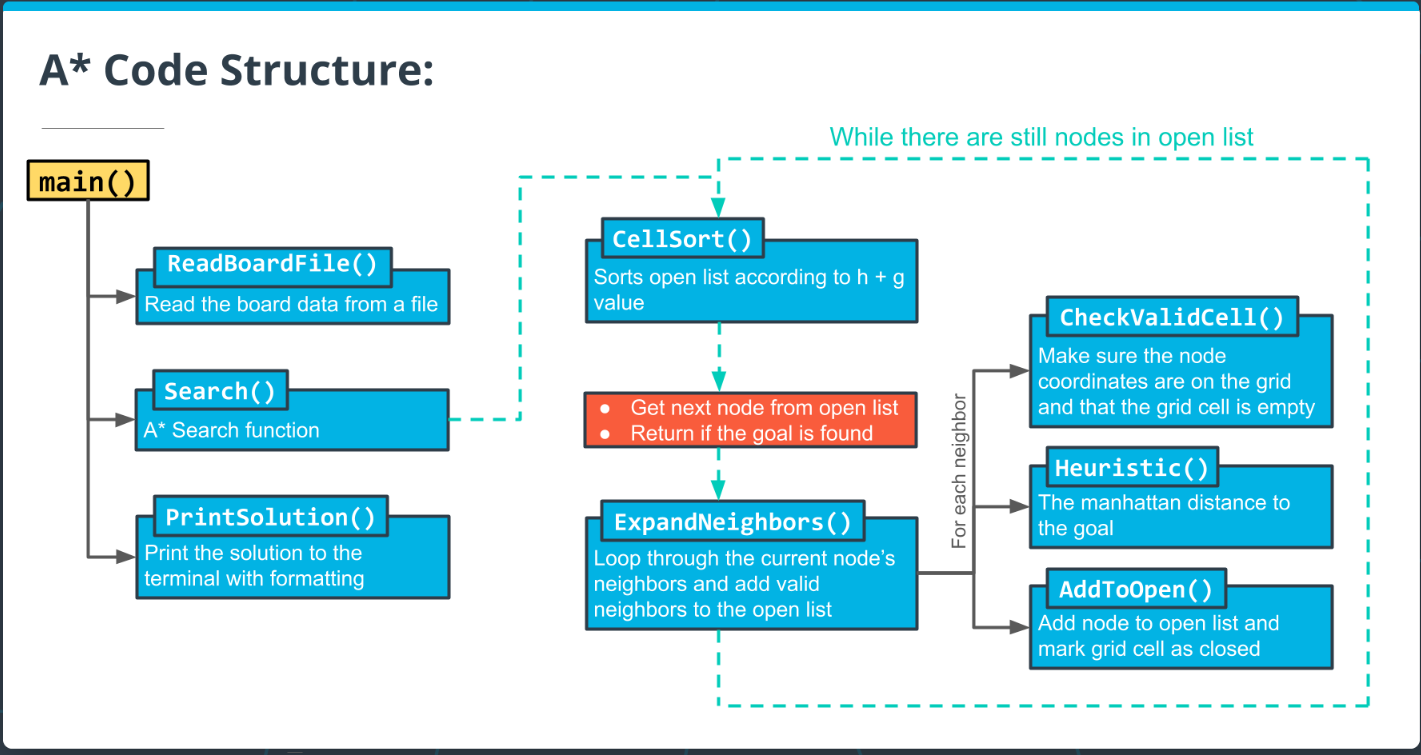 A* Code Structure:
While there are still nodes in open list
main()
ReadBoardFile()
Read the board data from a file
Search()
A* Search function
PrintSolution()
Print the solution to the
terminal with formatting
CellSort()
Sorts open list according to h + g
value
● Get next node from open list
● Return if the goal is found
ExpandNeighbors()
Loop through the current node’s
neighbors and add valid
neighbors to the open list
For each neighbor
CheckValidCell()
Make sure the node
coordinates are on the grid
and that the grid cell is empty
Heuristic()
The manhattan distance to
the goal
AddToOpen()
Add node to open list and
mark grid cell as closed